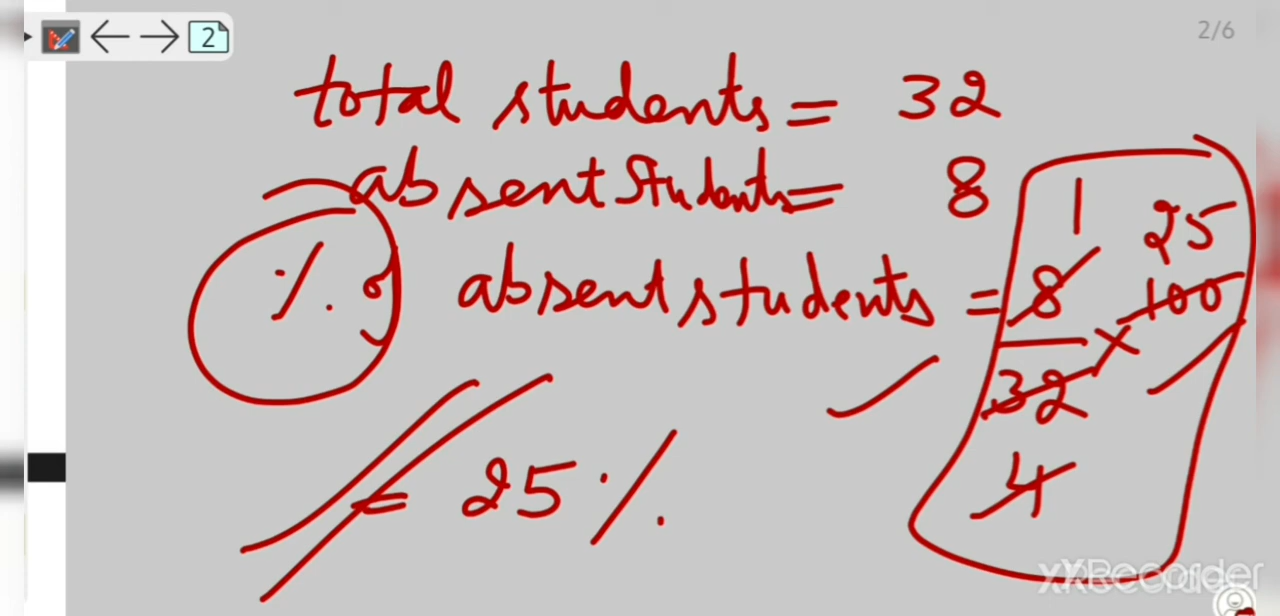 2
2/6
total students = 32
absent students = 8
% of absent students = 8/32 × 100
1
25
4
= 25 %
XRecorder